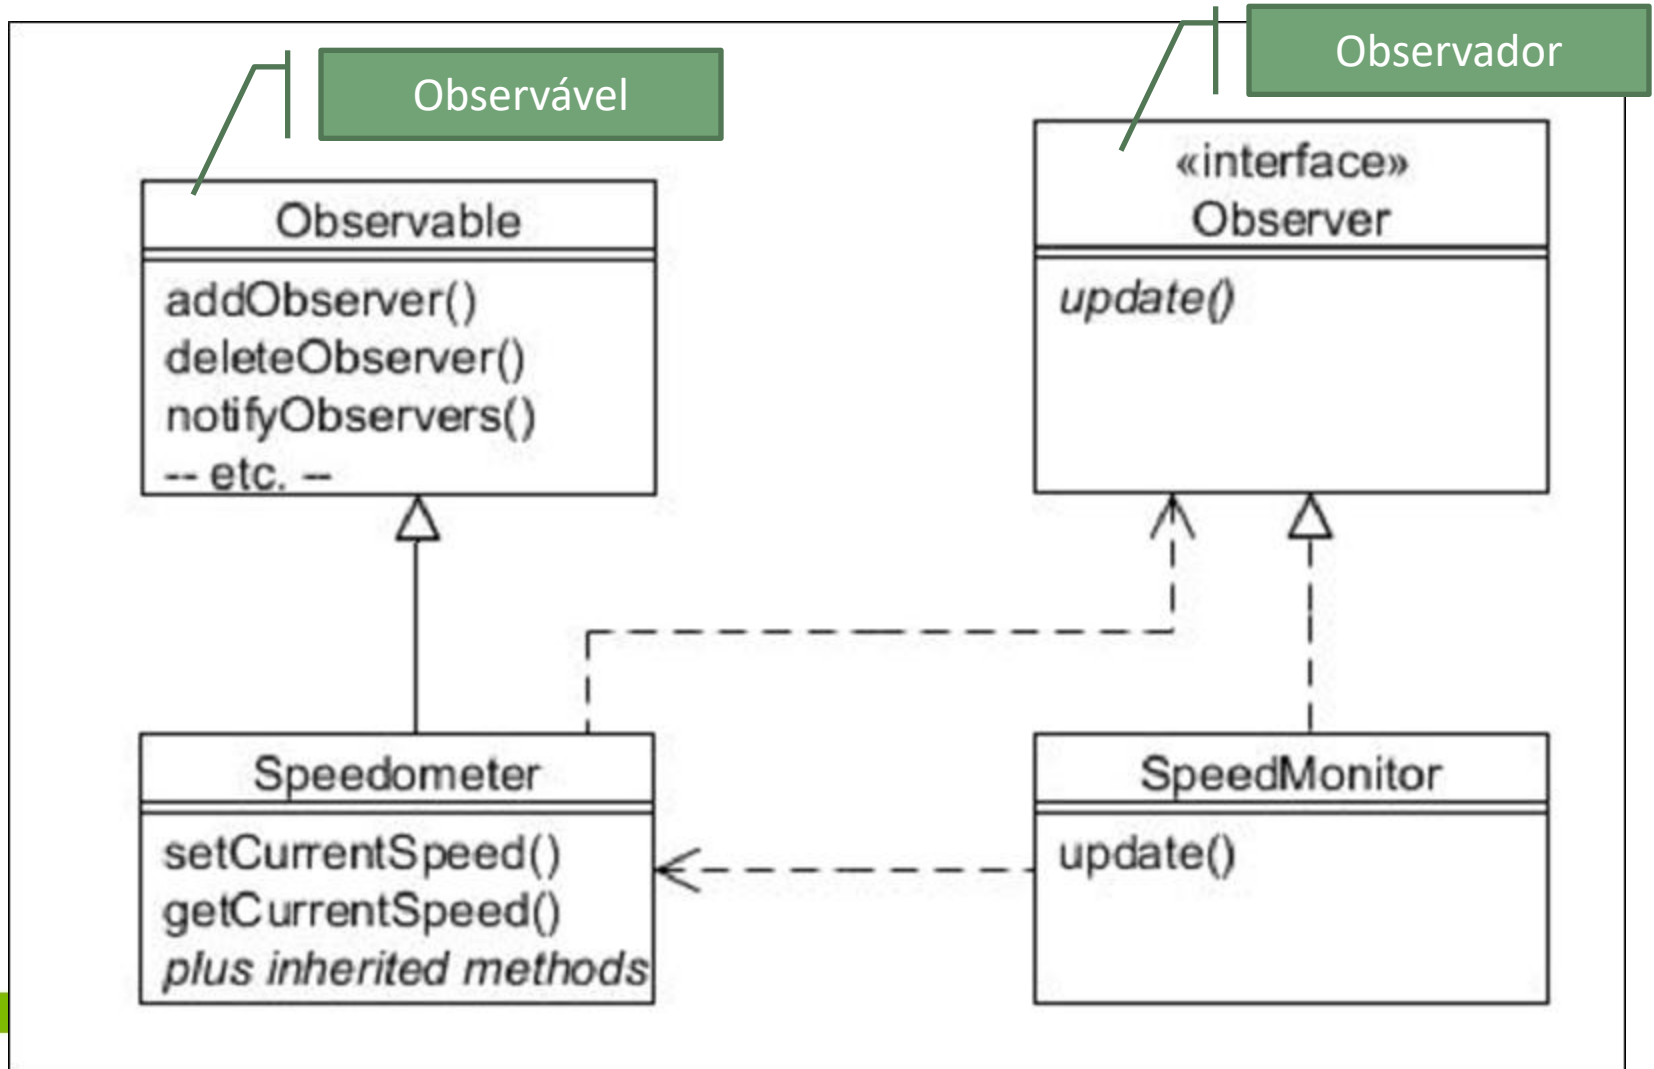 Observável
Observador
Observable
addObserver()
deleteObserver()
notifyObservers()
-- etc. --
«interface»
Observer
update()
Speedometer
setCurrentSpeed()
getCurrentSpeed()
plus inherited methods
SpeedMonitor
update()